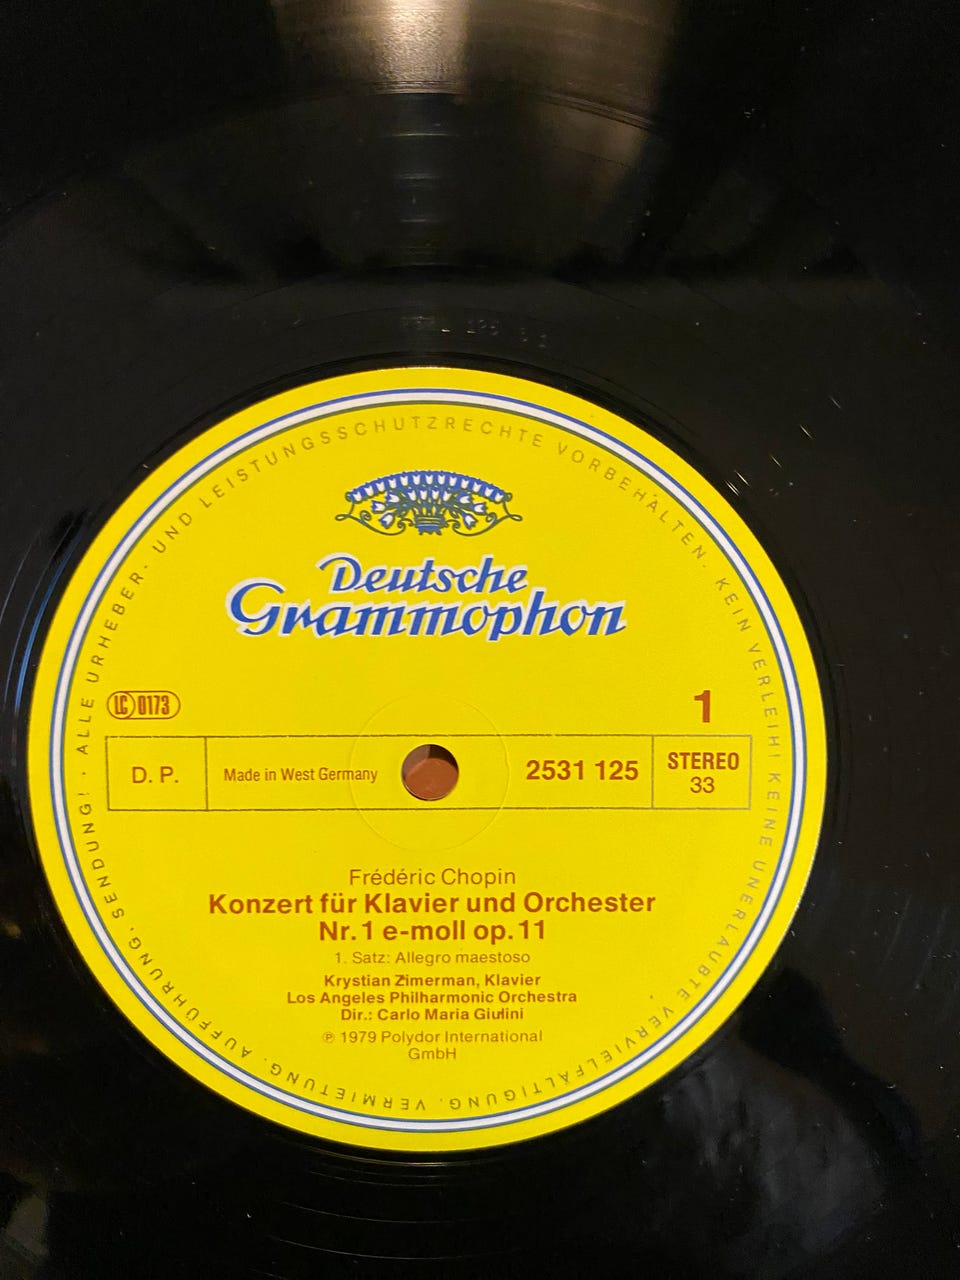 ALLE URHEBER- UND LEISTUNGSSCHUTZRECHTE VORBEHALTEN. KEIN VERLEIH! KEINE UNERLAUBTE VERVIELFÄLTIGUNG, VERMIETUNG, AUFFÜHRUNG, SENDUNG! ·
Deutsche
Grammophon
LC 0173
1
D. P.
Made in West Germany
2531 125
STEREO
33
Frédéric Chopin
Konzert für Klavier und Orchester
Nr. 1 e-moll op. 11
1. Satz: Allegro maestoso
Krystian Zimerman, Klavier
Los Angeles Philharmonic Orchestra
Dir.: Carlo Maria Giulini
℗ 1979 Polydor International
GmbH